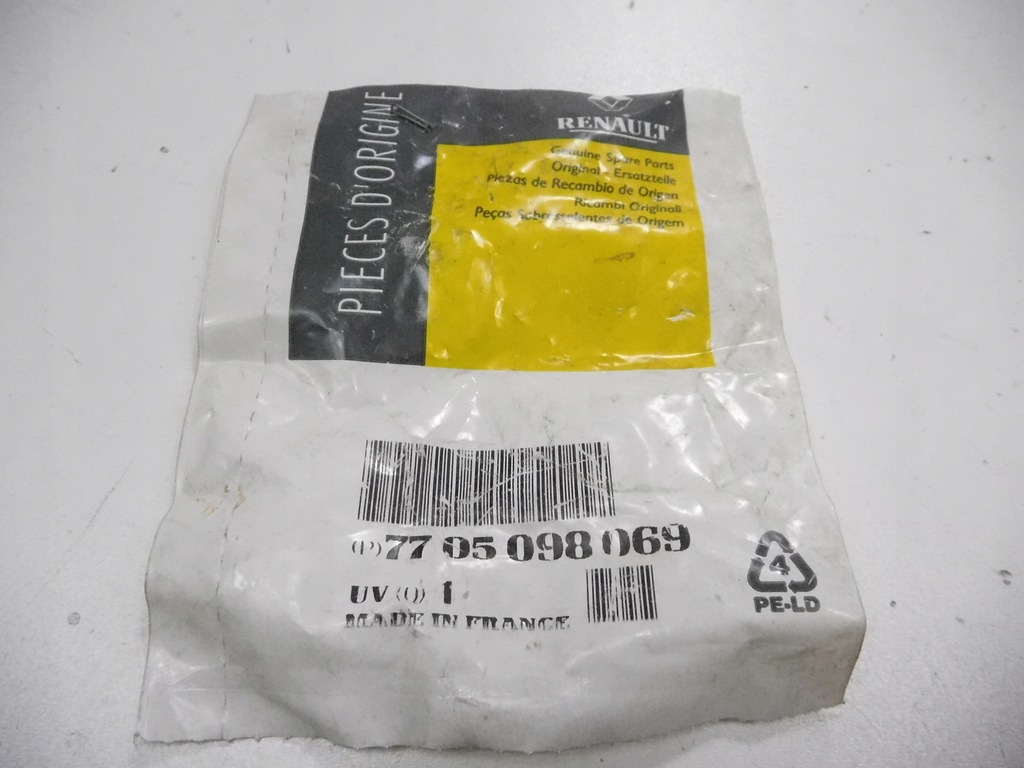 PIECES D'ORIGINE
RENAULT
Genuine Spare Parts
Original - Ersatzteile
Piezas de Recambio de Origen
Ricambi Originali
Peças Sobresselentes de Origem
(P) 77 05 098 069
UV (Q) 1
MADE IN FRANCE
4
PE-LD